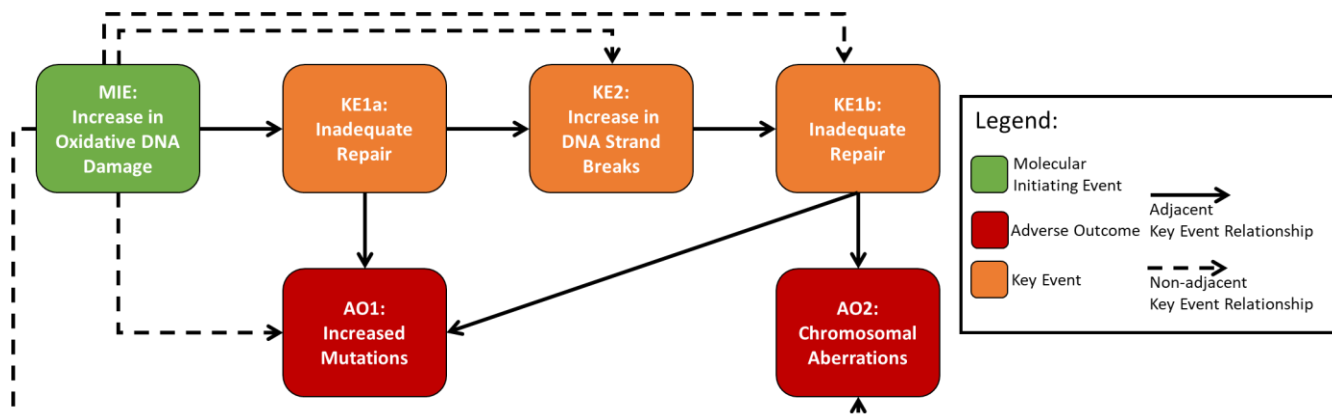 MIE:
Increase in
Oxidative DNA
Damage
KE1a:
Inadequate
Repair
KE2:
Increase in
DNA Strand
Breaks
KE1b:
Inadequate
Repair
AO1:
Increased
Mutations
AO2:
Chromosomal
Aberrations
Legend:
Molecular
Initiating Event
Adverse Outcome
Key Event
Adjacent
Key Event Relationship
Non-adjacent
Key Event Relationship